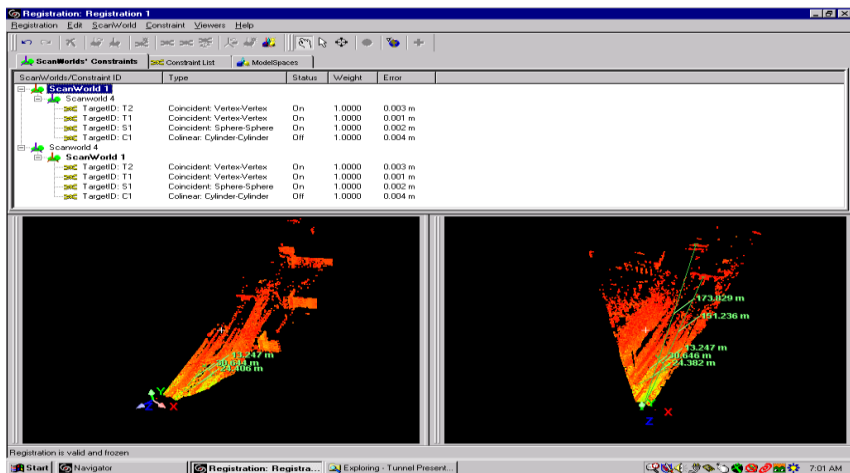 Registration: Registration 1
Registration Edit ScanWorld Constraint Viewers Help
ScanWorlds' Constraints Constraint List ModelSpaces
ScanWorlds/Constraint ID Type Status Weight Error
ScanWorld 1
Scanworld 4
TargetID: T2 Coincident: Vertex-Vertex On 1.0000 0.003 m
TargetID: T1 Coincident: Vertex-Vertex On 1.0000 0.001 m
TargetID: S1 Coincident: Sphere-Sphere On 1.0000 0.002 m
TargetID: C1 Colinear: Cylinder-Cylinder Off 1.0000 0.004 m
Scanworld 4
ScanWorld 1
TargetID: T2 Coincident: Vertex-Vertex On 1.0000 0.003 m
TargetID: T1 Coincident: Vertex-Vertex On 1.0000 0.001 m
TargetID: S1 Coincident: Sphere-Sphere On 1.0000 0.002 m
TargetID: C1 Colinear: Cylinder-Cylinder Off 1.0000 0.004 m
13.247 m
24.406 m
Y
Z X
173.829 m
151.236 m
13.247 m
30.646 m
24.382 m
X
Z
Registration is valid and frozen
Start Navigator Registration: Registra... Exploring - Tunnel Present... 7:01 AM